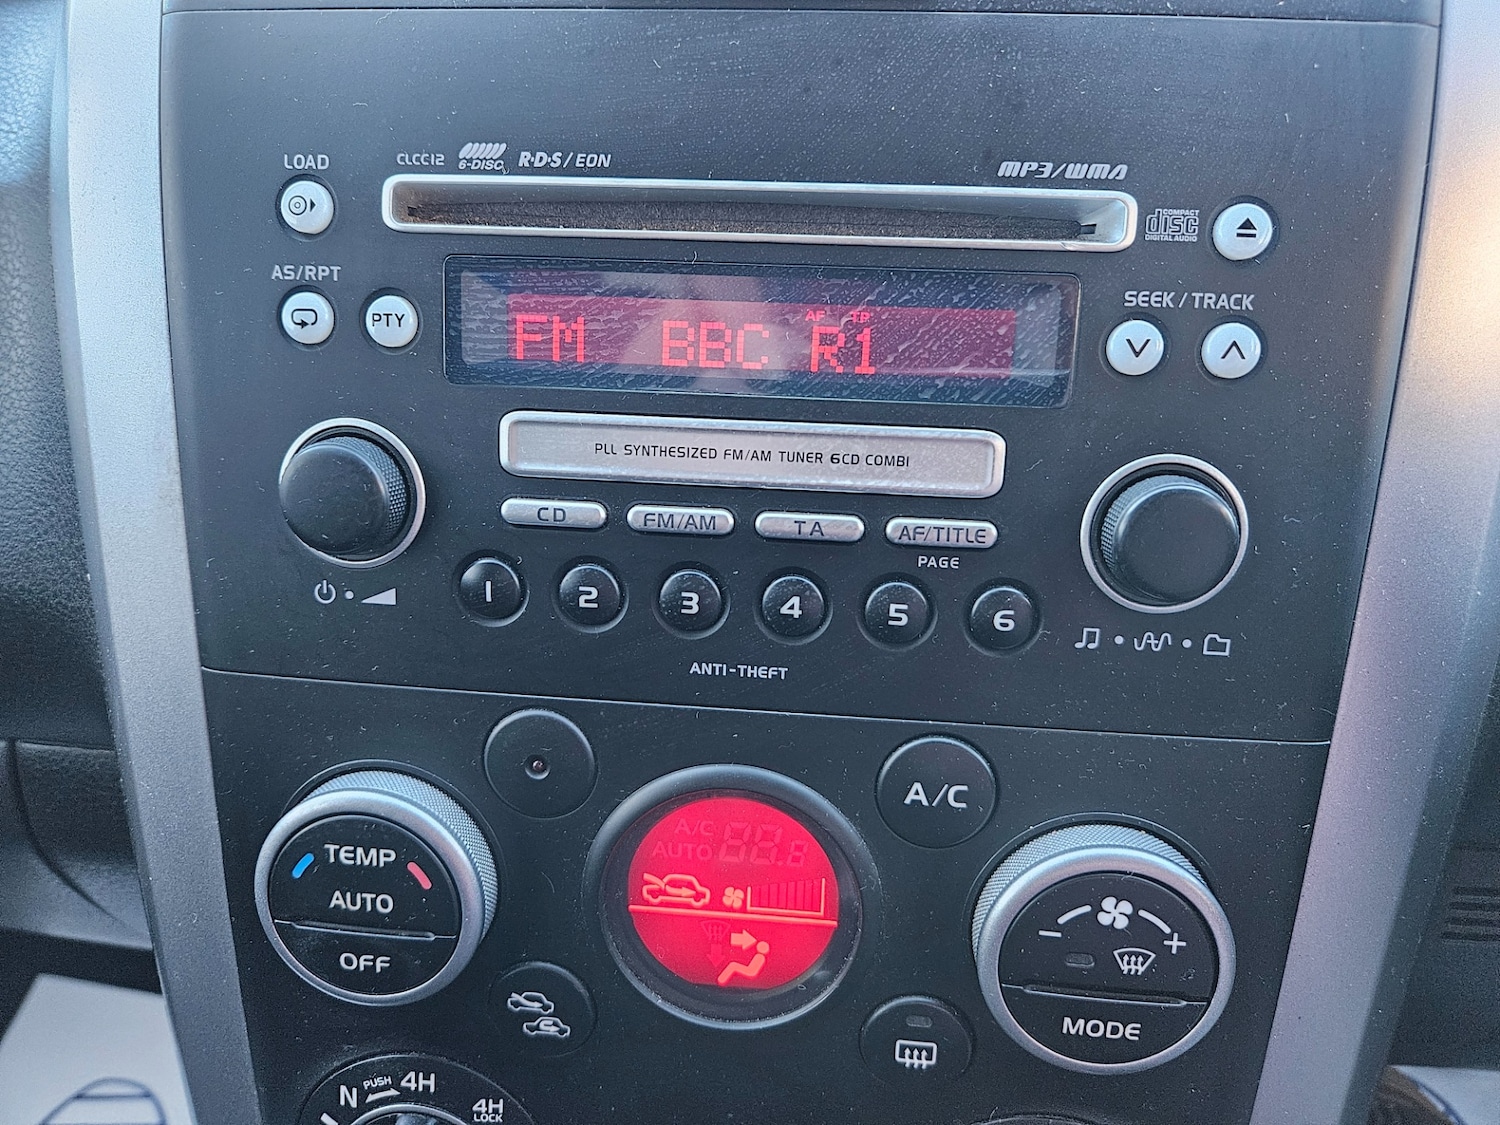 LOAD
CLCC12 6-DISC R·D·S/EON
MP3/WMA
COMPACT
disc
DIGITAL AUDIO
AS/RPT
PTY
SEEK/TRACK
AF TP
FM BBC R1
PLL SYNTHESIZED FM/AM TUNER 6CD COMBI
CD FM/AM TA AF/TITLE
PAGE
1 2 3 4 5 6
ANTI-THEFT
A/C
A/C 88.8
AUTO
TEMP
AUTO
OFF
MODE
N PUSH 4H
4H
LOCK